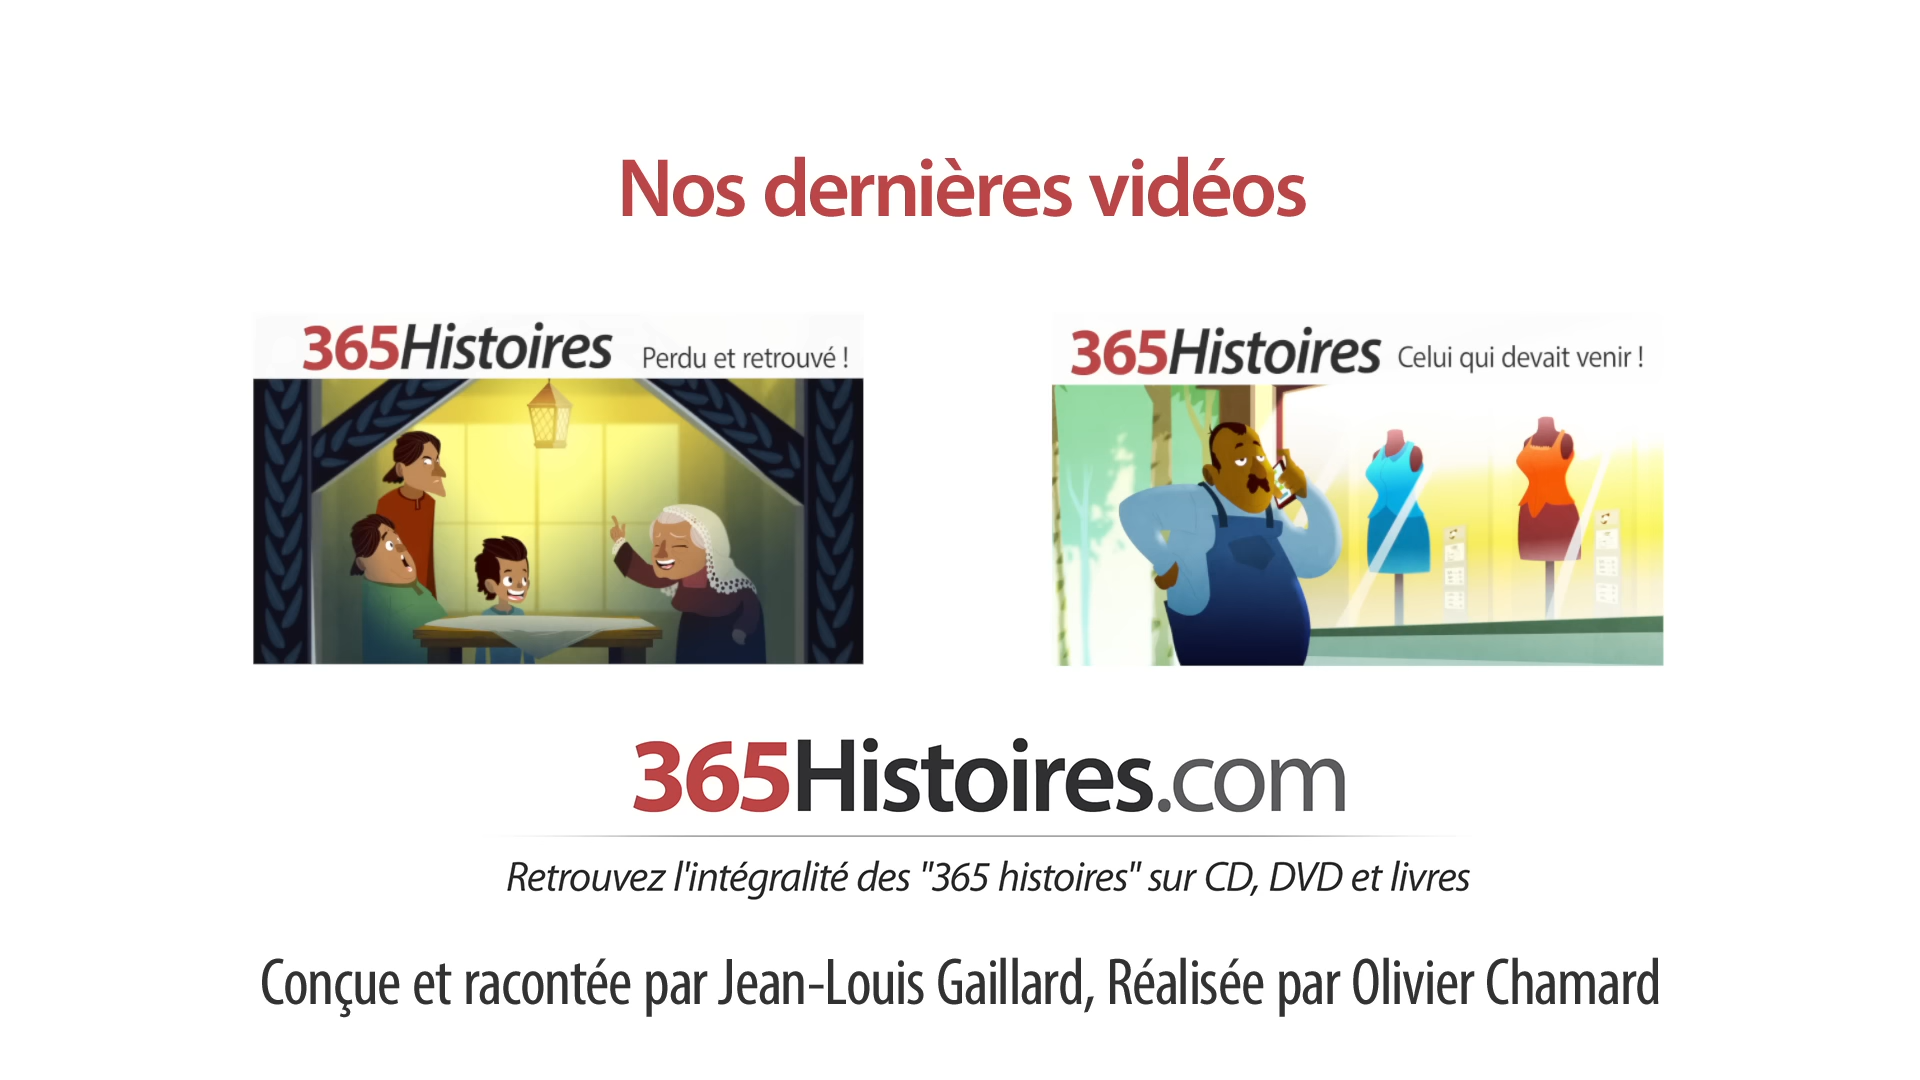 Nos dernières vidéos
365Histoires Perdu et retrouvé !
365Histoires Celui qui devait venir !
365Histoires.com
Retrouvez l'intégralité des "365 histoires" sur CD, DVD et livres
Conçue et racontée par Jean-Louis Gaillard, Réalisée par Olivier Chamard